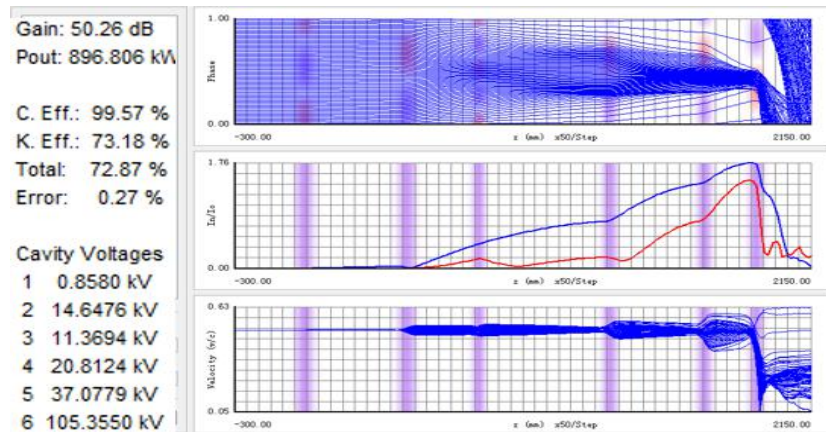 Gain: 50.26 dB
Pout: 896.806 kW
C. Eff.: 99.57 %
K. Eff.: 73.18 %
Total: 72.87 %
Error: 0.27 %
Cavity Voltages
1 0.8580 kV
2 14.6476 kV
3 11.3694 kV
4 20.8124 kV
5 37.0779 kV
6 105.3550 kV
1.00
Phase
0.00
-300.00 z (mm) x50/Step 2150.00
1.76
In/Io
0.00
-300.00 z (mm) x50/Step 2150.00
0.63
Velocity (v/c)
0.05
-300.00 z (mm) x50/Step 2150.00